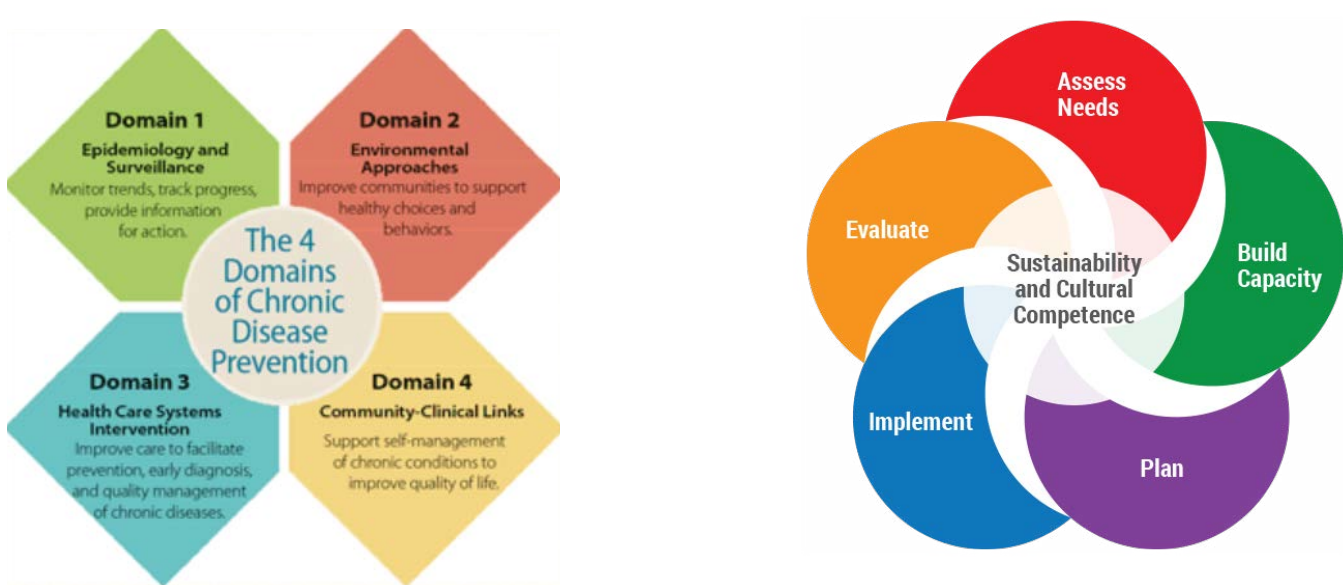 Domain 1
Epidemiology and
Surveillance
Monitor trends, track progress,
provide information
for action.
Domain 2
Environmental
Approaches
Improve communities to support
healthy choices and
behaviors.
The 4
Domains
of Chronic
Disease
Prevention
Domain 3
Health Care Systems
Intervention
Improve care to facilitate
prevention, early diagnosis,
and quality management
of chronic diseases.
Domain 4
Community-Clinical Links
Support self-management
of chronic conditions to
improve quality of life.
Assess
Needs
Build
Capacity
Plan
Implement
Evaluate
Sustainability
and Cultural
Competence